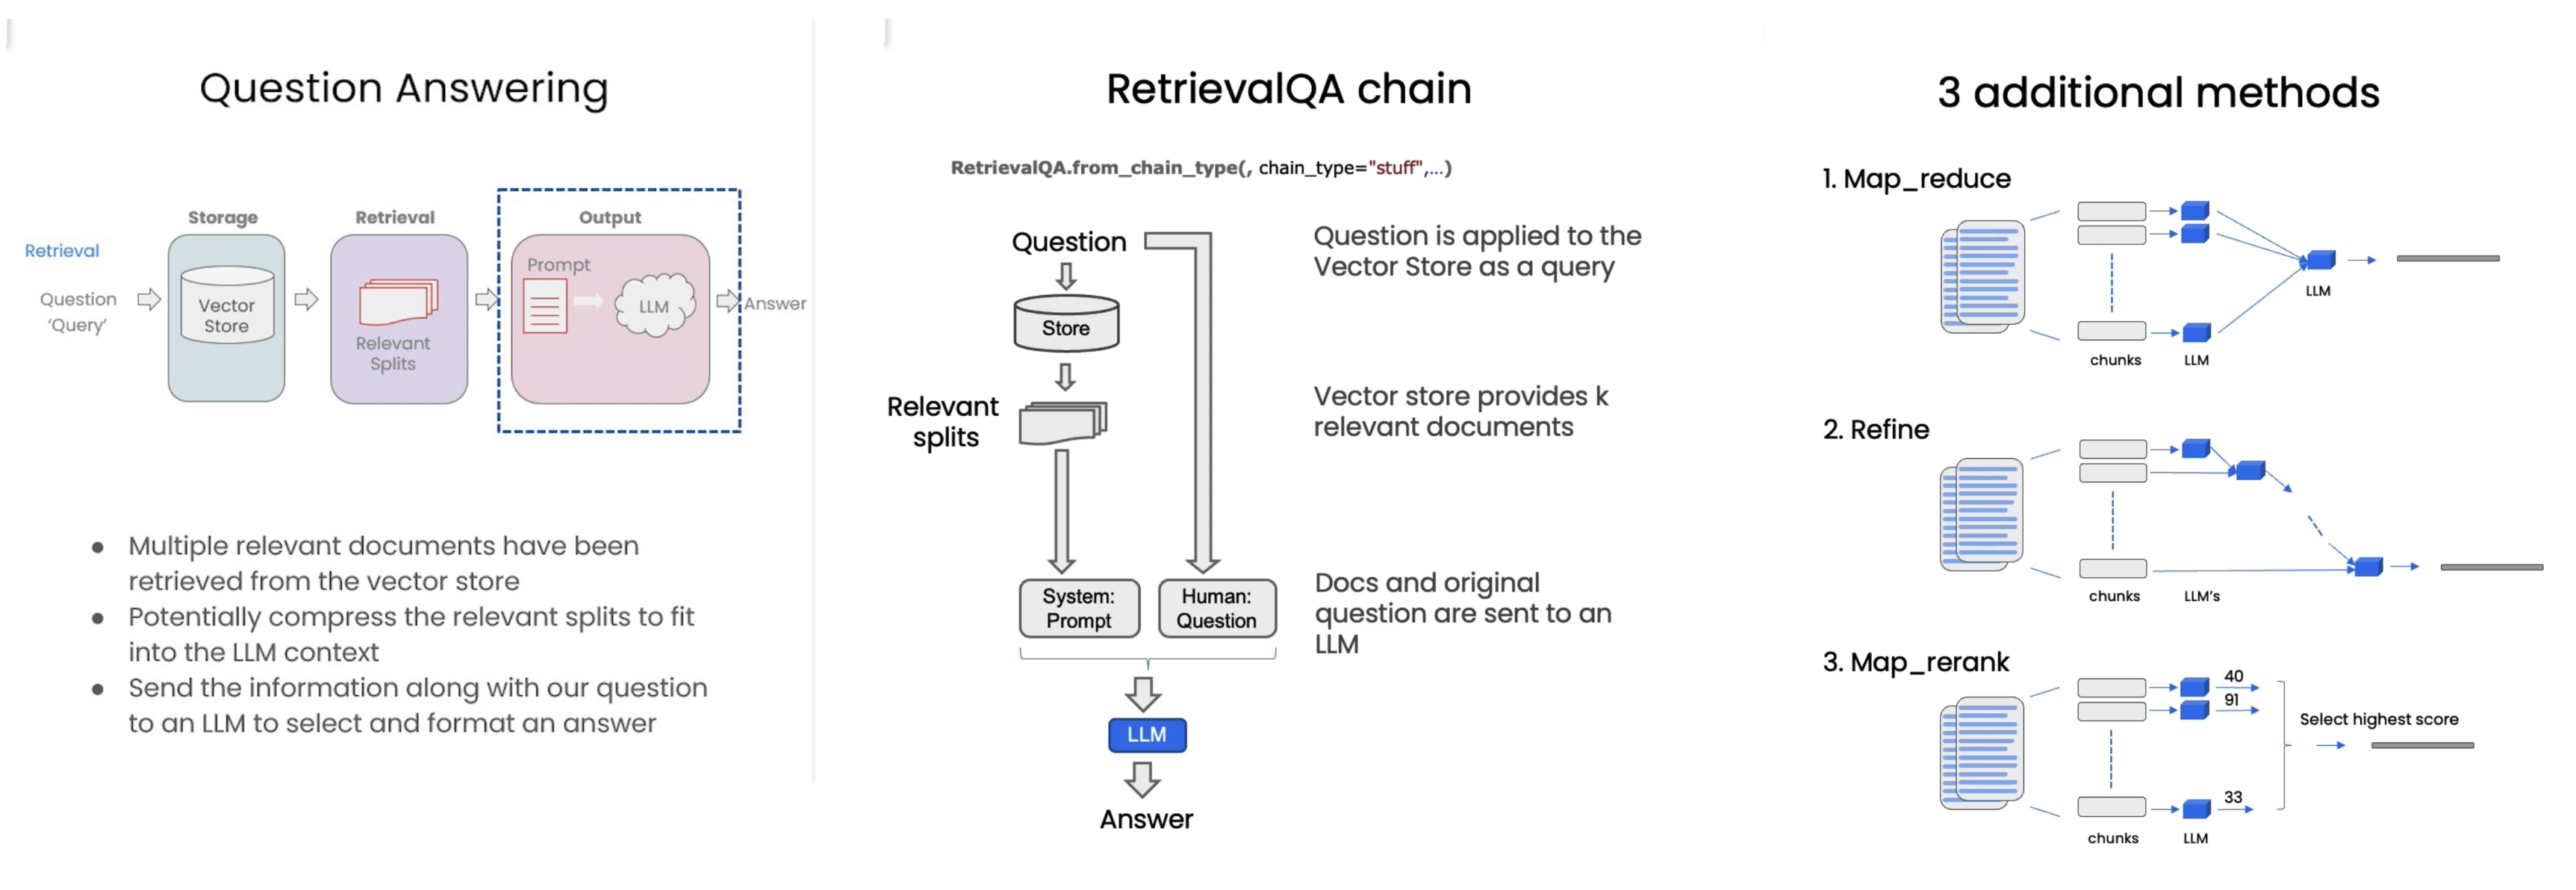 Question Answering
Storage
Retrieval
Output
Retrieval
Question
'Query'
Vector
Store
Relevant
Splits
Prompt
LLM
Answer
● Multiple relevant documents have been
retrieved from the vector store
● Potentially compress the relevant splits to fit
into the LLM context
● Send the information along with our question
to an LLM to select and format an answer
RetrievalQA chain
RetrievalQA.from_chain_type(, chain_type="stuff",...)
Question
Store
Relevant
splits
System:
Prompt
Human:
Question
LLM
Answer
Question is applied to the
Vector Store as a query
Vector store provides k
relevant documents
Docs and original
question are sent to an
LLM
3 additional methods
1. Map_reduce
chunks
LLM
LLM
2. Refine
chunks
LLM's
3. Map_rerank
40
91
33
Select highest score
chunks
LLM